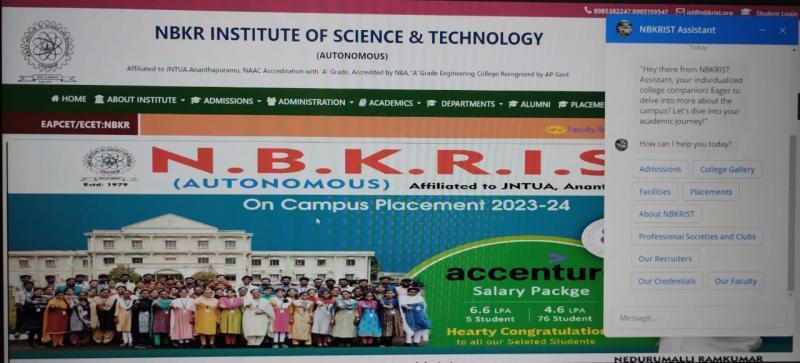 8985382247,8985159547 ist@nbkrist.org Student Login
NBKR INSTITUTE OF SCIENCE & TECHNOLOGY
(AUTONOMOUS)
Affiliated to JNTUA,Ananthapuramu, NAAC Accreditation with 'A' Grade, Accredited by NBA,"A"Grade Engineering College Recognized by AP Govt
HOME ABOUT INSTITUTE ADMISSIONS ADMINISTRATION ACADEMICS DEPARTMENTS ALUMNI PLACEME
EAPCET/ECET:NBKR
Faculty Re
N.B.K.R.I.S
Estd: 1979
(AUTONOMOUS) Affiliated to JNTUA, Anant
On Campus Placement 2023-24
accenture
Salary Packge
6.6 LPA 4.6 LPA
5 Student 76 Student
Hearty Congratulation
to all our Seleted Students
NEDURUMALLI RAMKUMAR
NBKRIST Assistant
Today
"Hey there from NBKRIST
Assistant, your individualized
college companion! Eager to
delve into more about the
campus? Let's dive into your
academic journey!"
How can I help you today?
Admissions College Gallery
Facilities Placements
About NBKRIST
Professional Societies and Clubs
Our Recruiters
Our Credentials Our Faculty
Message...